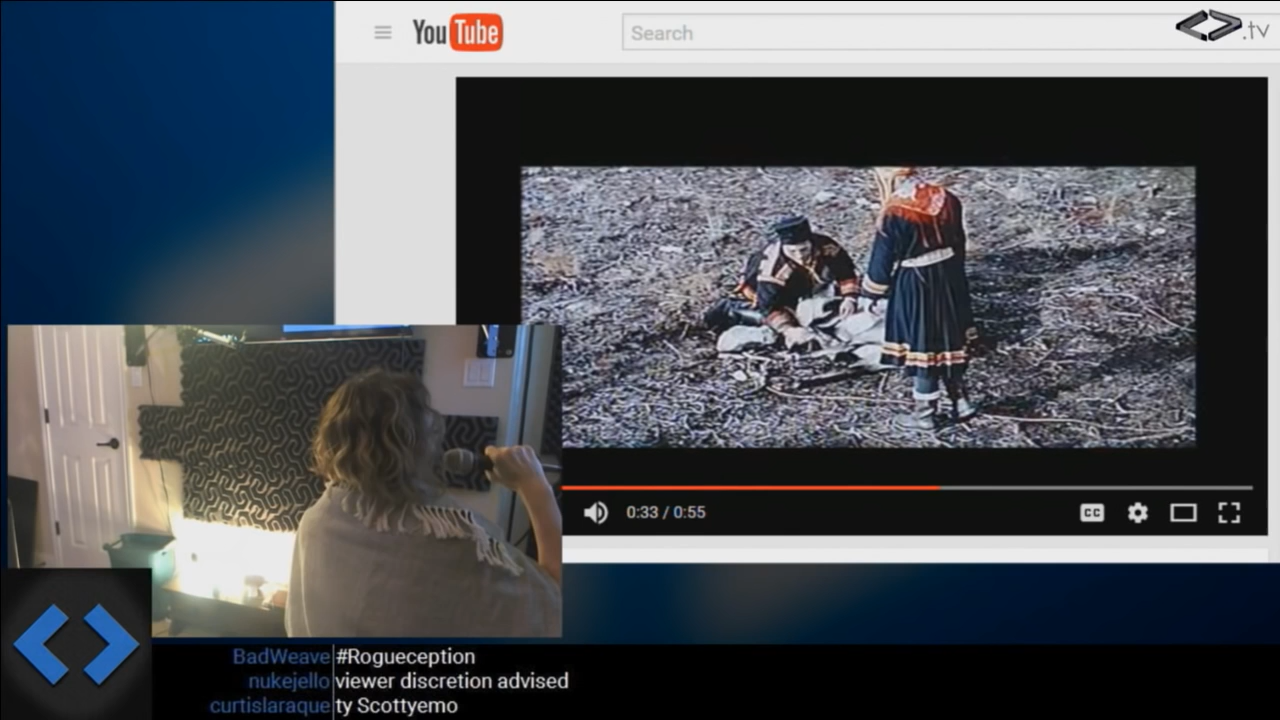 YouTube
Search
.tv
0:33 / 0:55
CC
BadWeave #Rogueception
nukejello viewer discretion advised
curtislaraque ty Scottyemo